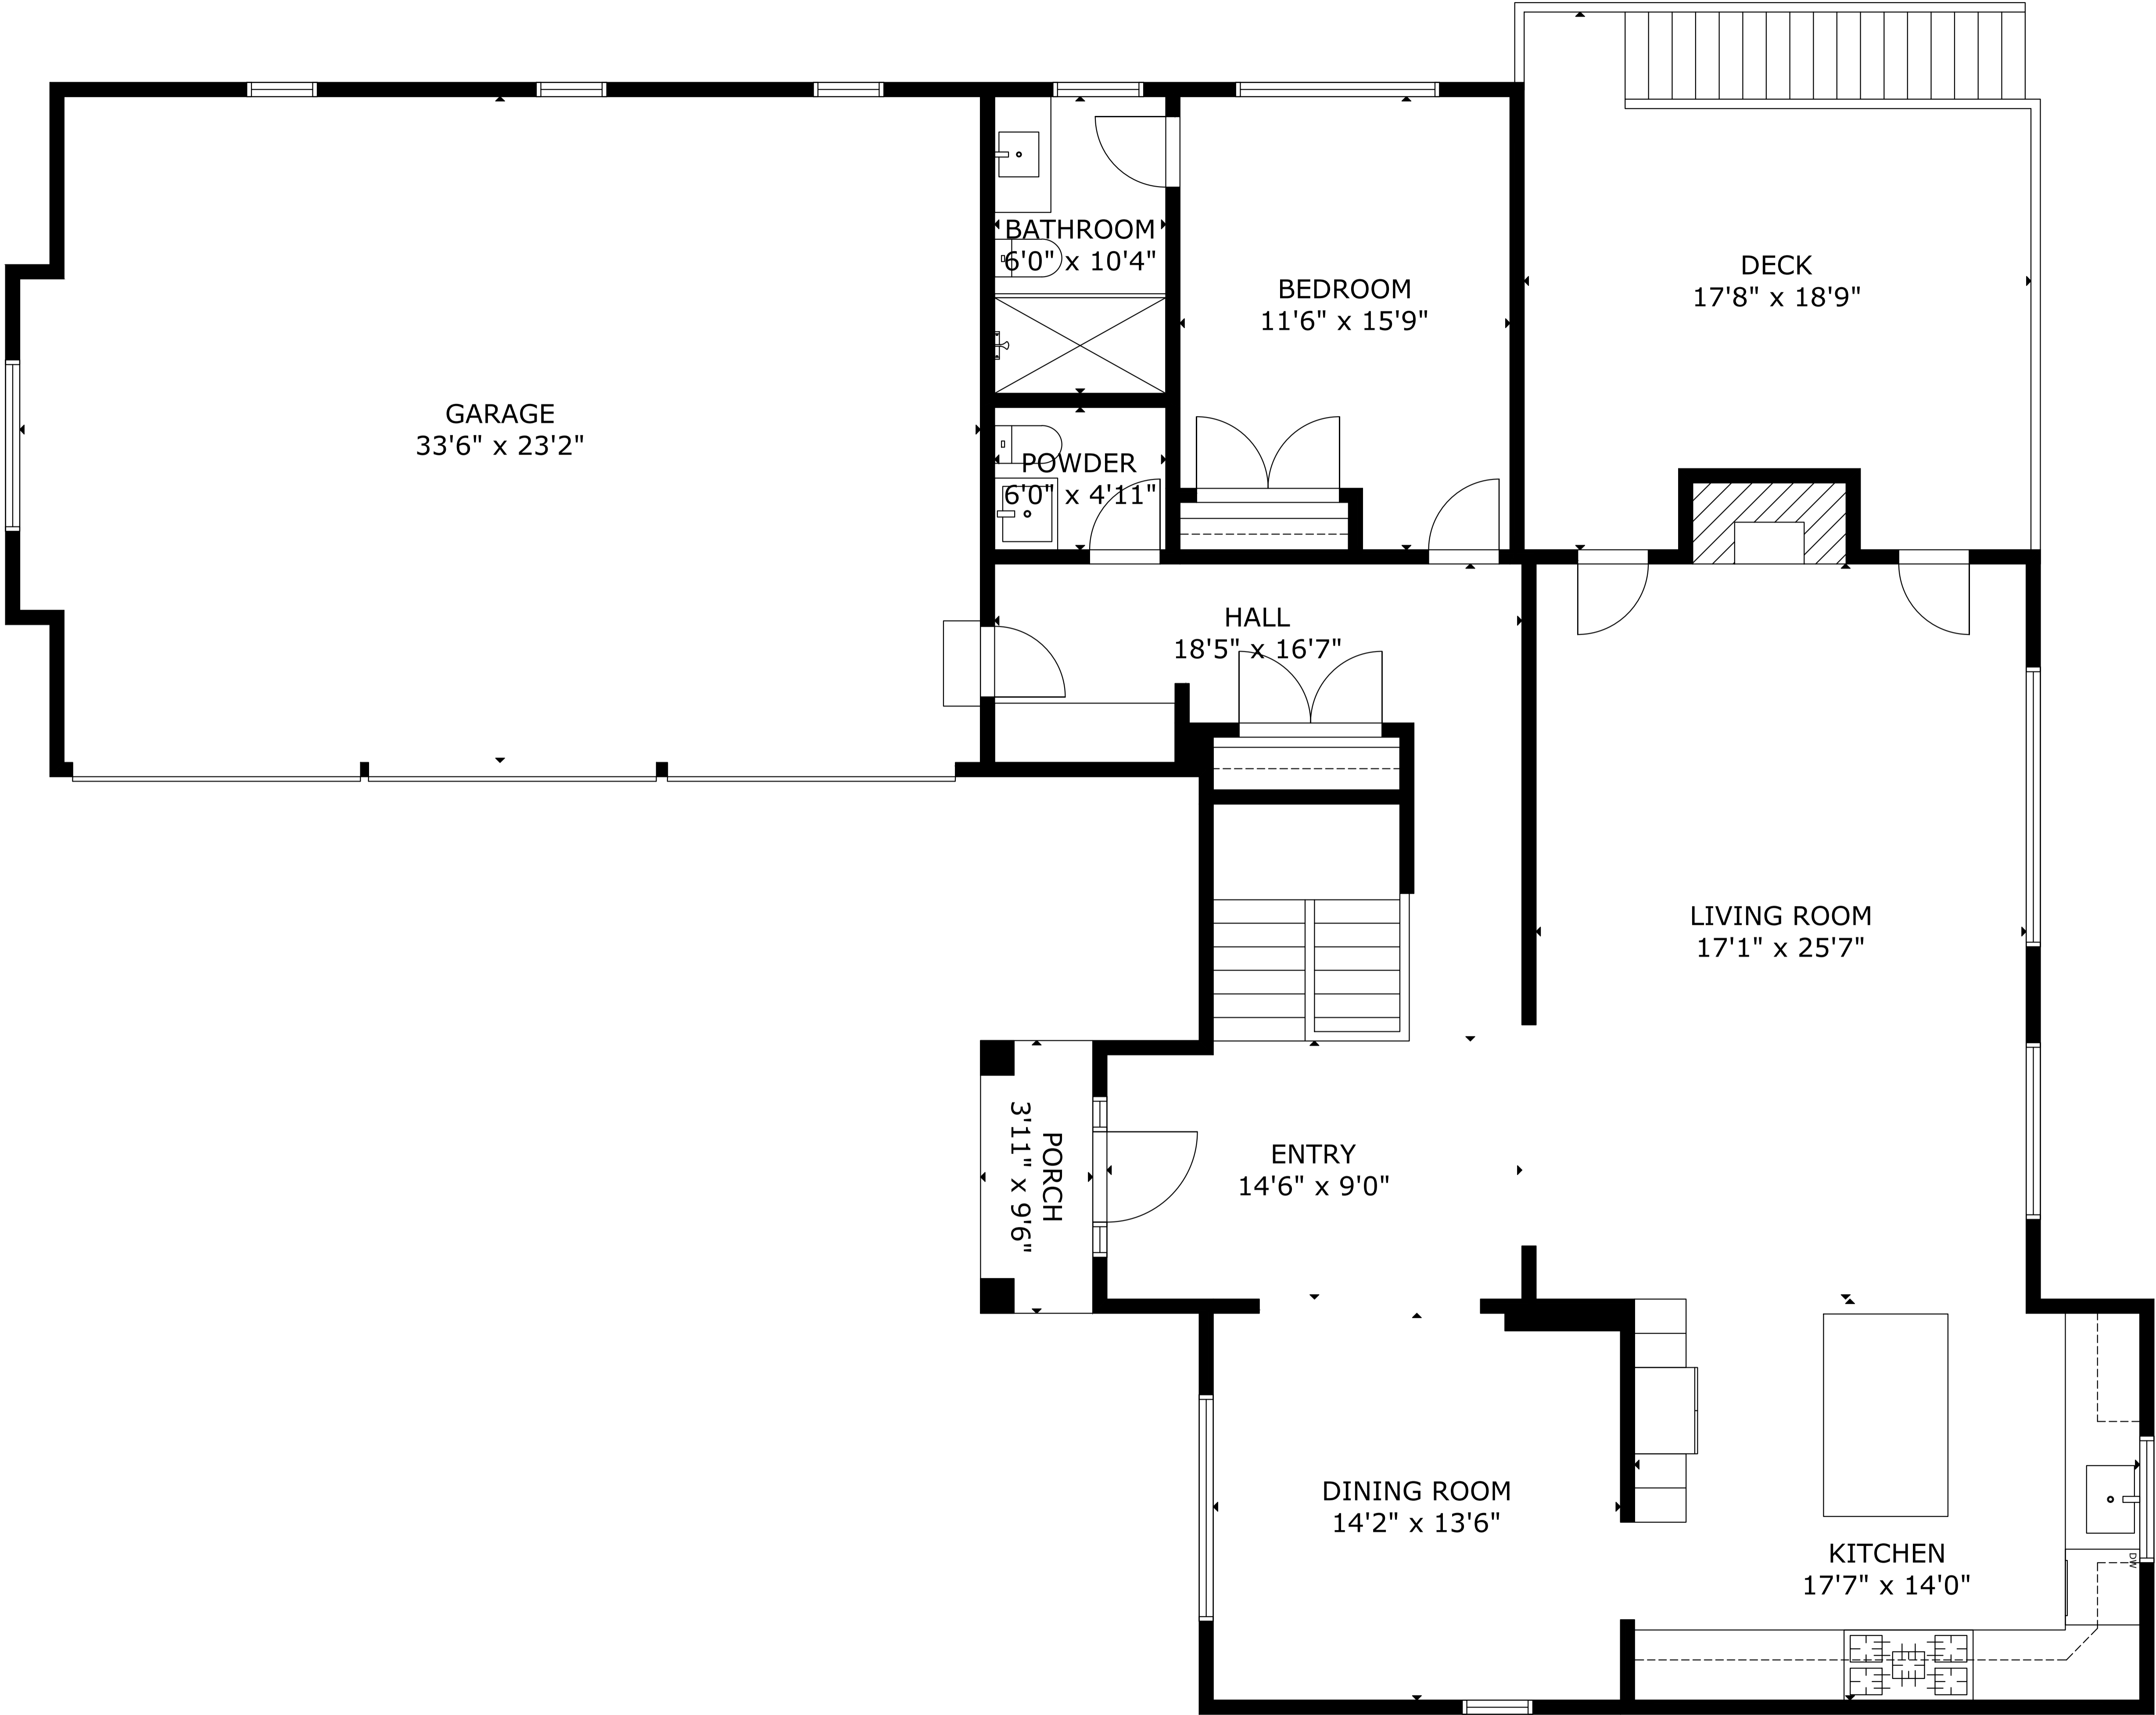 BATHROOM
6'0" x 10'4"
BEDROOM
11'6" x 15'9"
DECK
17'8" x 18'9"
GARAGE
33'6" x 23'2"
POWDER
6'0" x 4'11"
HALL
18'5" x 16'7"
LIVING ROOM
17'1" x 25'7"
PORCH
3'11" x 9'6"
ENTRY
14'6" x 9'0"
DINING ROOM
14'2" x 13'6"
KITCHEN
17'7" x 14'0"
DW